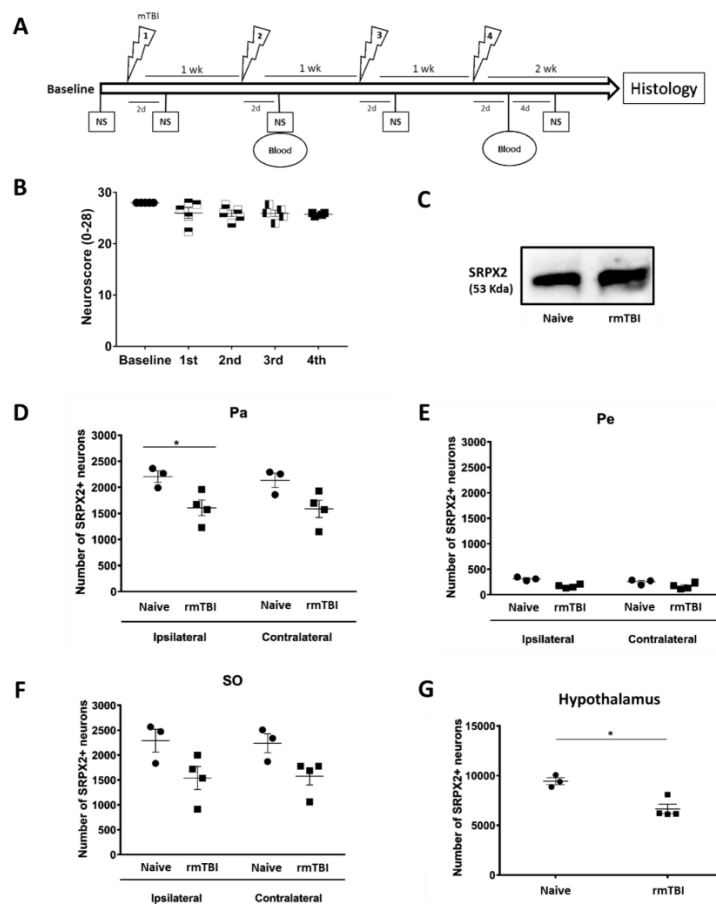 A
mTBI
1
2
3
4
1 wk
1 wk
1 wk
2 wk
Baseline
Histology
2d
2d
2d
2d
4d
NS
NS
NS
NS
NS
Blood
Blood
B
Neuroscore (0-28)
30
20
10
0
Baseline 1st 2nd 3rd 4th
C
SRPX2
(53 Kda)
Naive rmTBI
D
Pa
Number of SRPX2+ neurons
3000
2500
2000
1500
1000
500
0
*
Naive rmTBI Naive rmTBI
Ipsilateral Contralateral
E
Pe
Number of SRPX2+ neurons
3000
2500
2000
1500
1000
500
0
Naive rmTBI Naive rmTBI
Ipsilateral Contralateral
F
SO
Number of SRPX2+ neurons
3000
2500
2000
1500
1000
500
0
Naive rmTBI Naive rmTBI
Ipsilateral Contralateral
G
Hypothalamus
Number of SRPX2+ neurons
15000
10000
5000
0
*
Naive rmTBI